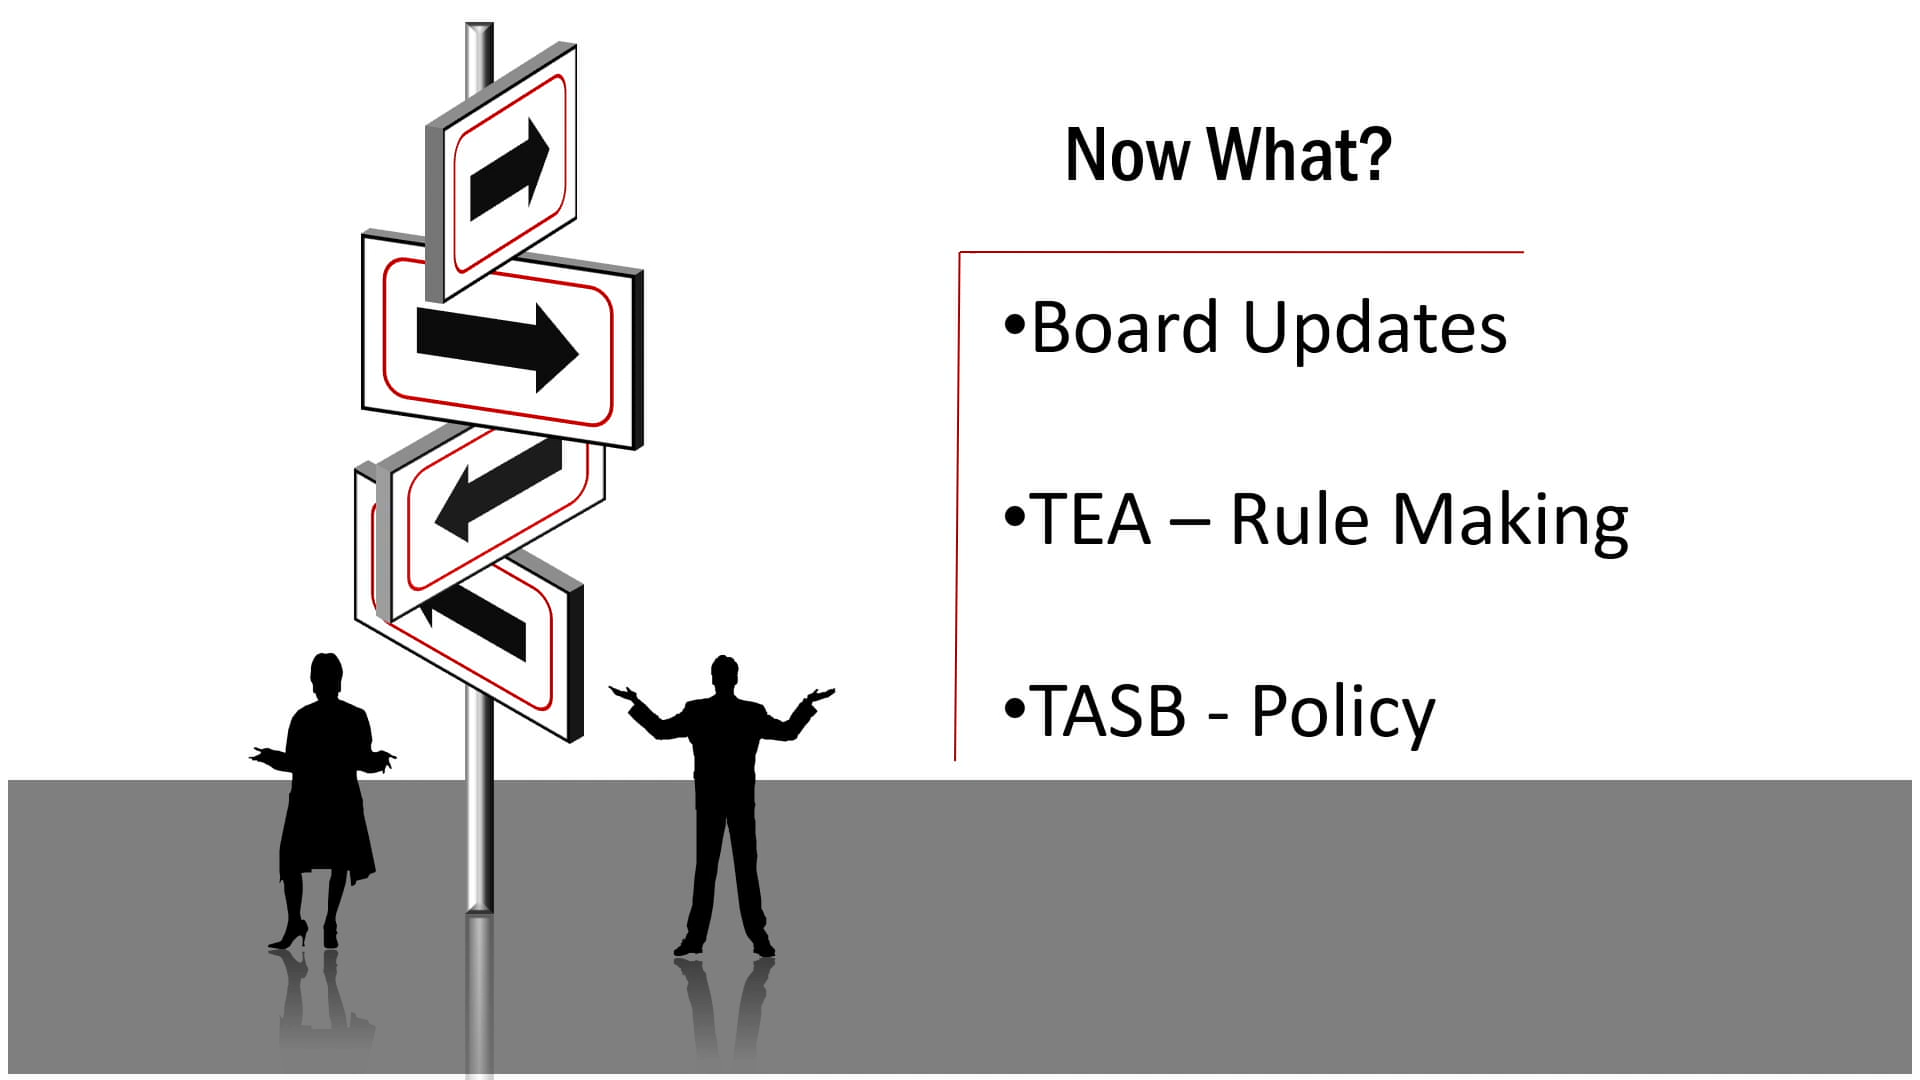 Now What?
•Board Updates
•TEA – Rule Making
•TASB - Policy